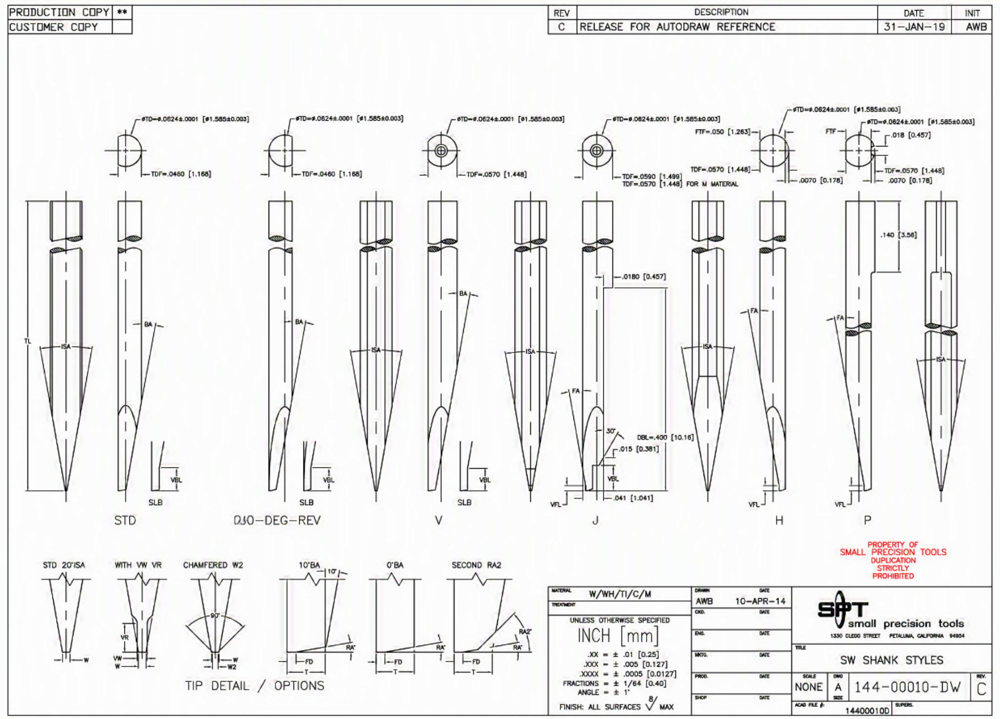 PRODUCTION COPY **
CUSTOMER COPY
REV DESCRIPTION DATE INIT
C RELEASE FOR AUTODRAW REFERENCE 31-JAN-19 AWB
øTD=ø.0624±.0001 [ø1.585±0.003]
TDF=.0460 [1.168]
øTD=ø.0624±.0001 [ø1.585±0.003]
TDF=.0460 [1.168]
øTD=ø.0624±.0001 [ø1.585±0.003]
TDF=.0570 [1.448]
øTD=ø.0624±.0001 [ø1.585±0.003]
TDF=.0590 [1.499]
TDF=.0570 [1.448] FOR M MATERIAL
øTD=ø.0624±.0001 [ø1.585±0.003]
FTF=.050 [1.263]
TDF=.0570 [1.448]
.0070 [0.178]
øTD=ø.0624±.0001 [ø1.585±0.003]
FTF
.018 [0.457]
TDF=.0570 [1.448]
.0070 [0.178]
TL
ISA
BA
VBL
SLB
STD
BA
VBL
SLB
ISA
BA
VBL
SLB
V
ISA
.0180 [0.457]
FA
30°
DBL=.400 [10.16]
.015 [0.381]
VBL
.041 [1.041]
VFL
J
ISA
FA
VFL
H
.140 [3.56]
FA
VFL
P
ISA
-DEG-REV
PROPERTY OF
SMALL PRECISION TOOLS
DUPLICATION
STRICTLY
PROHIBITED
STD 20°ISA
W
WITH VW VR
VR
VW
W
CHAMFERED W2
90°
W
W2
10°BA
10°
RA°
FD
T
0°BA
RA°
FD
T
SECOND RA2
RA2°
RA°
FD
T
TIP DETAIL / OPTIONS
MATERIAL W/WH/TI/C/M
TREATMENT
UNLESS OTHERWISE SPECIFIED
INCH [mm]
.XX = ± .01 [0.25]
.XXX = ± .005 [0.127]
.XXXX = ± .0005 [0.0127]
FRACTIONS = ± 1/64 [0.40]
ANGLE = ± 1°
FINISH: ALL SURFACES 8/ MAX
DRAWN DATE
AWB 10-APR-14
CKD. DATE
ENG. DATE
MKTG. DATE
PROD. DATE
SHOP DATE
SPT
small precision tools
1330 CLEGG STREET PETALUMA, CALIFORNIA 94954
TITLE
SW SHANK STYLES
SCALE NONE
DWG A SIZE
144-00010-DW
REV. C
ACAD FILE #: 14400010D
SUPERS.